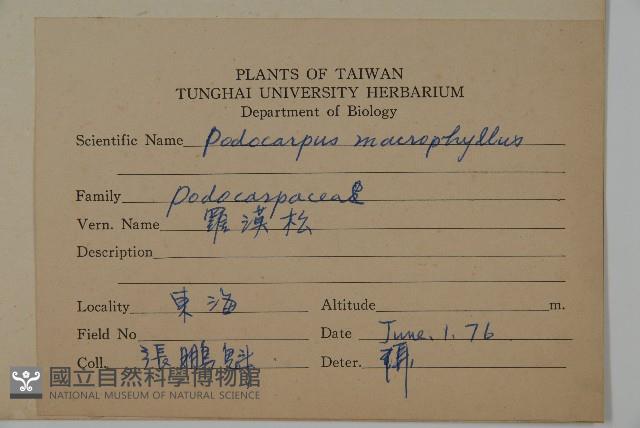 PLANTS OF TAIWAN
TUNGHAI UNIVERSITY HERBARIUM
Department of Biology
Scientific Name Podocarpus macrophyllus
Family Podocarpaceae
Vern. Name 羅漢松
Description
Locality 東海 Altitude m.
Field No Date June. 1. 76
Coll. 張鵬魁 Deter.
國立自然科學博物館
NATIONAL MUSEUM OF NATURAL SCIENCE